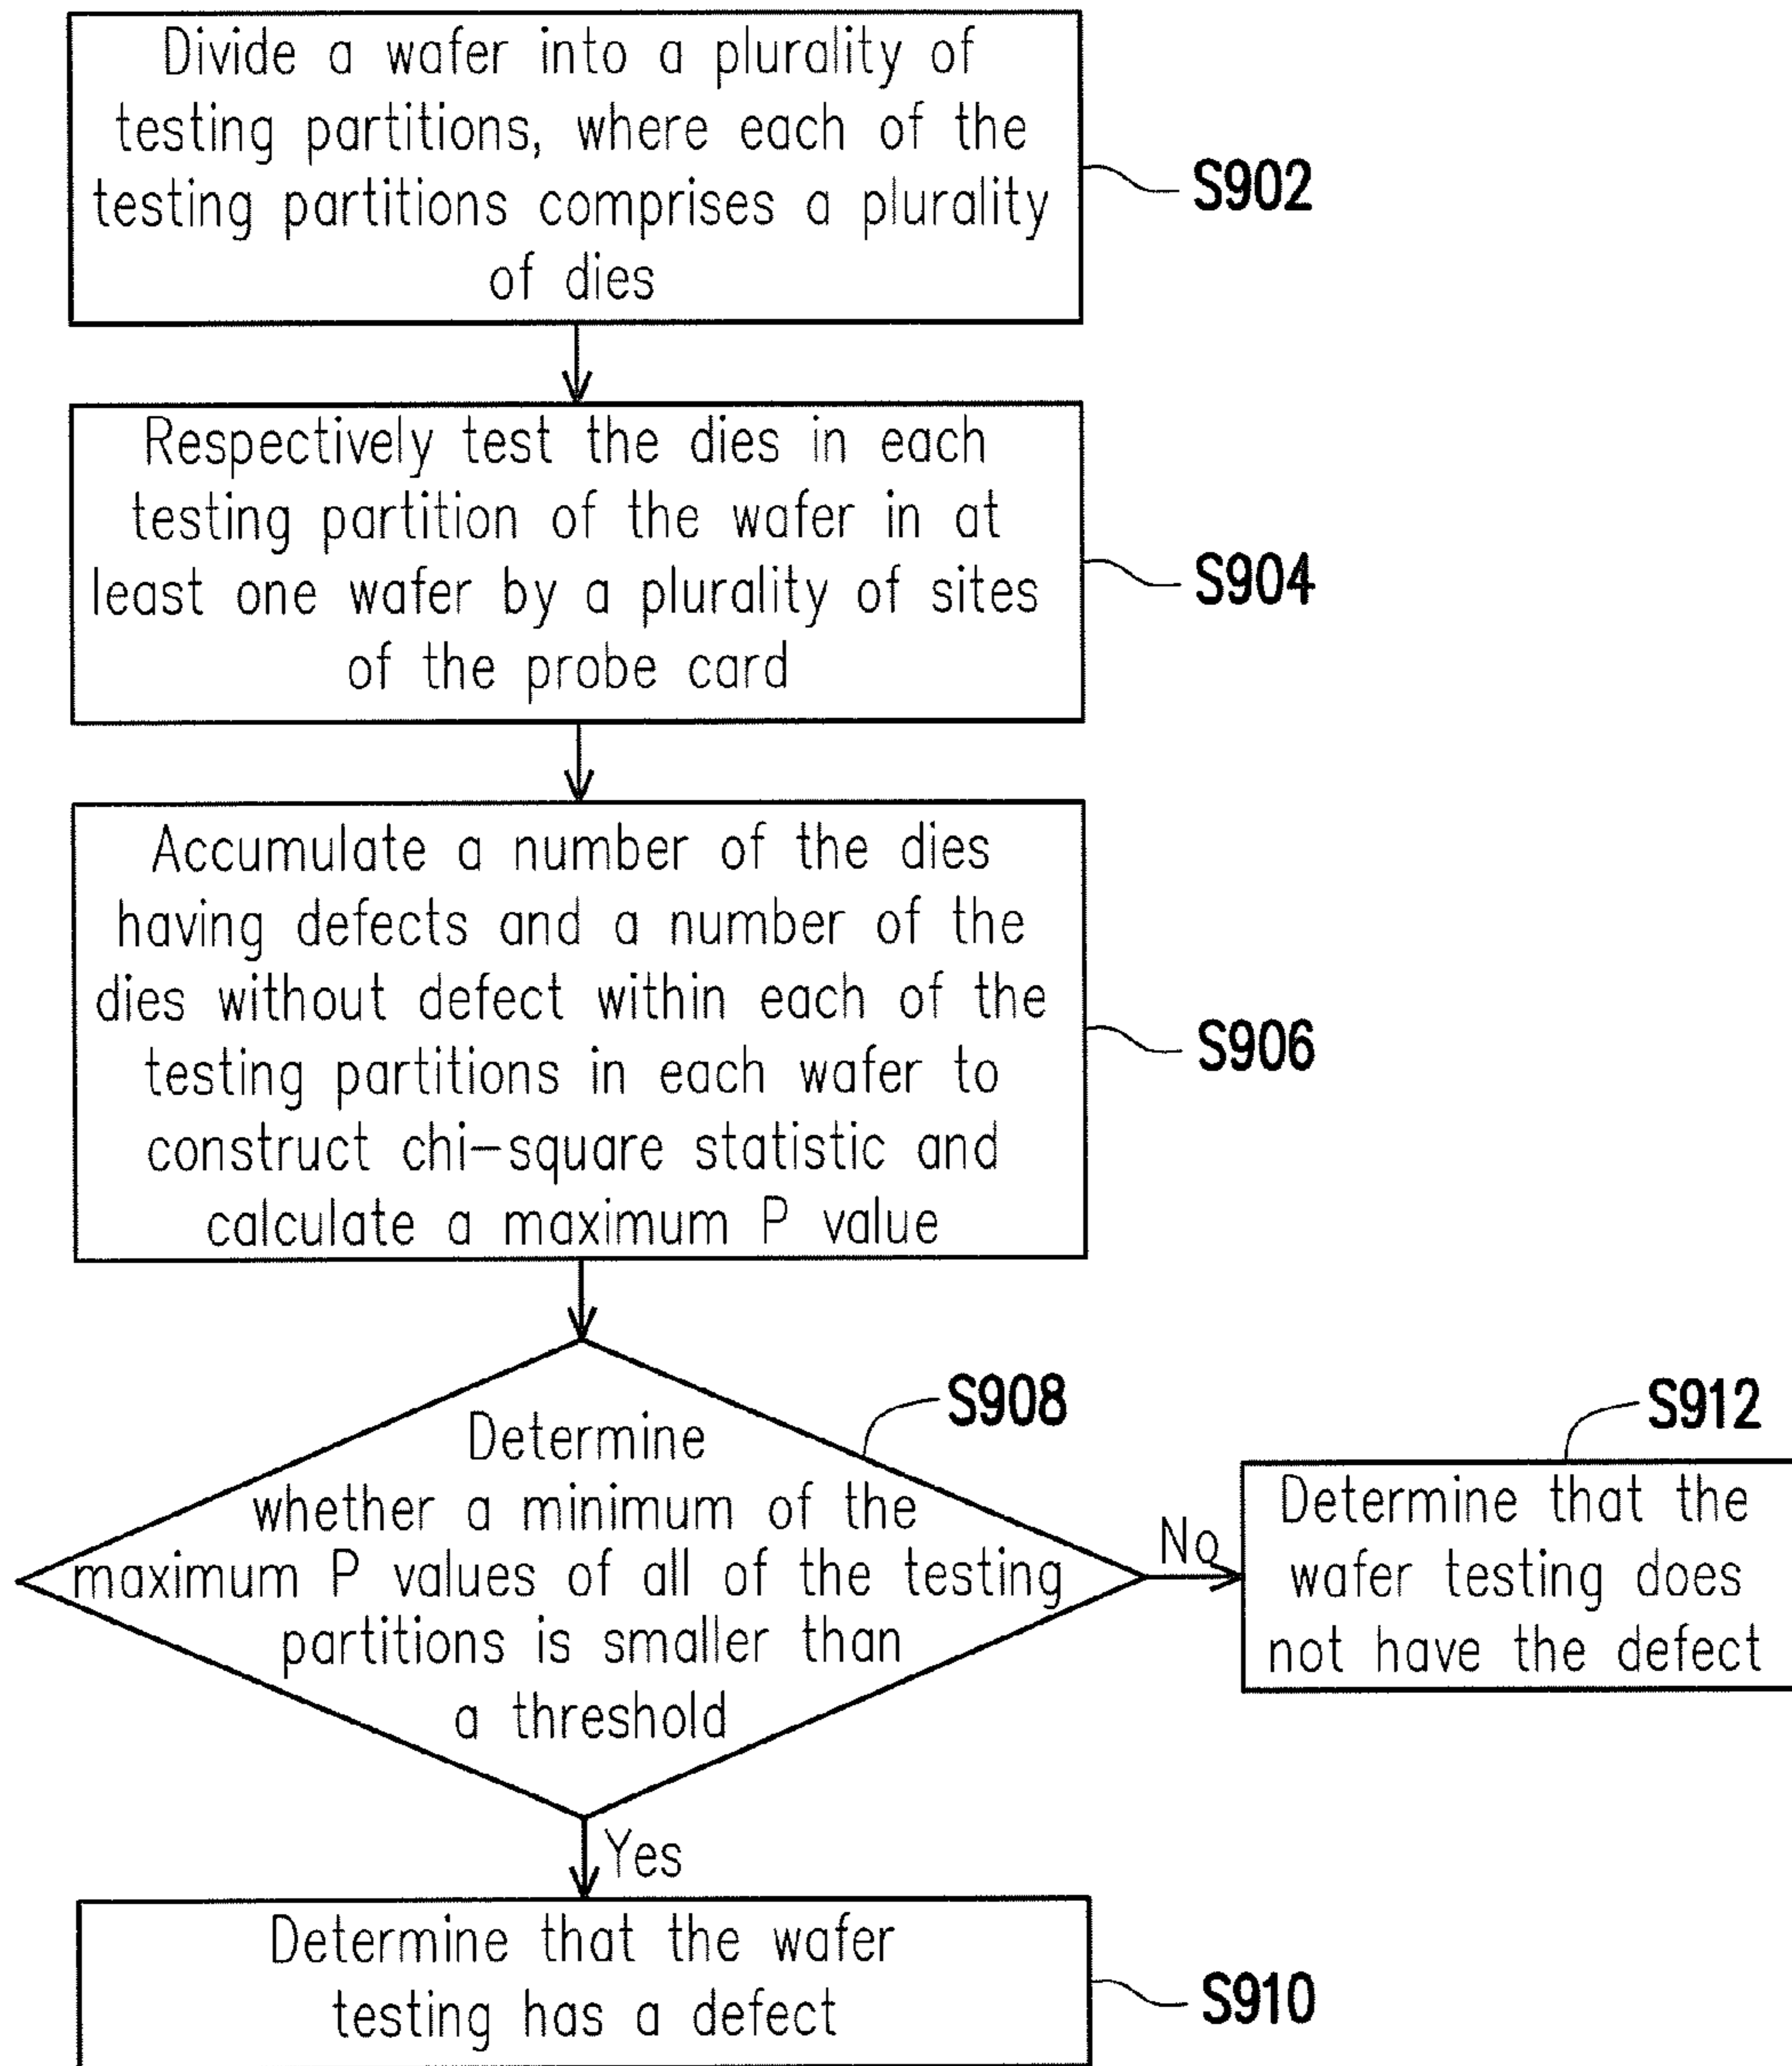 Divide a wafer into a plurality of
testing partitions, where each of the
testing partitions comprises a plurality
of dies
S902
Respectively test the dies in each
testing partition of the wafer in at
least one wafer by a plurality of sites
of the probe card
S904
Accumulate a number of the dies
having defects and a number of the
dies without defect within each of the
testing partitions in each wafer to
construct chi-square statistic and
calculate a maximum P value
S906
Determine
whether a minimum of the
maximum P values of all of the testing
partitions is smaller than
a threshold
S908
No
S912
Determine that the
wafer testing does
not have the defect
Yes
Determine that the wafer
testing has a defect
S910